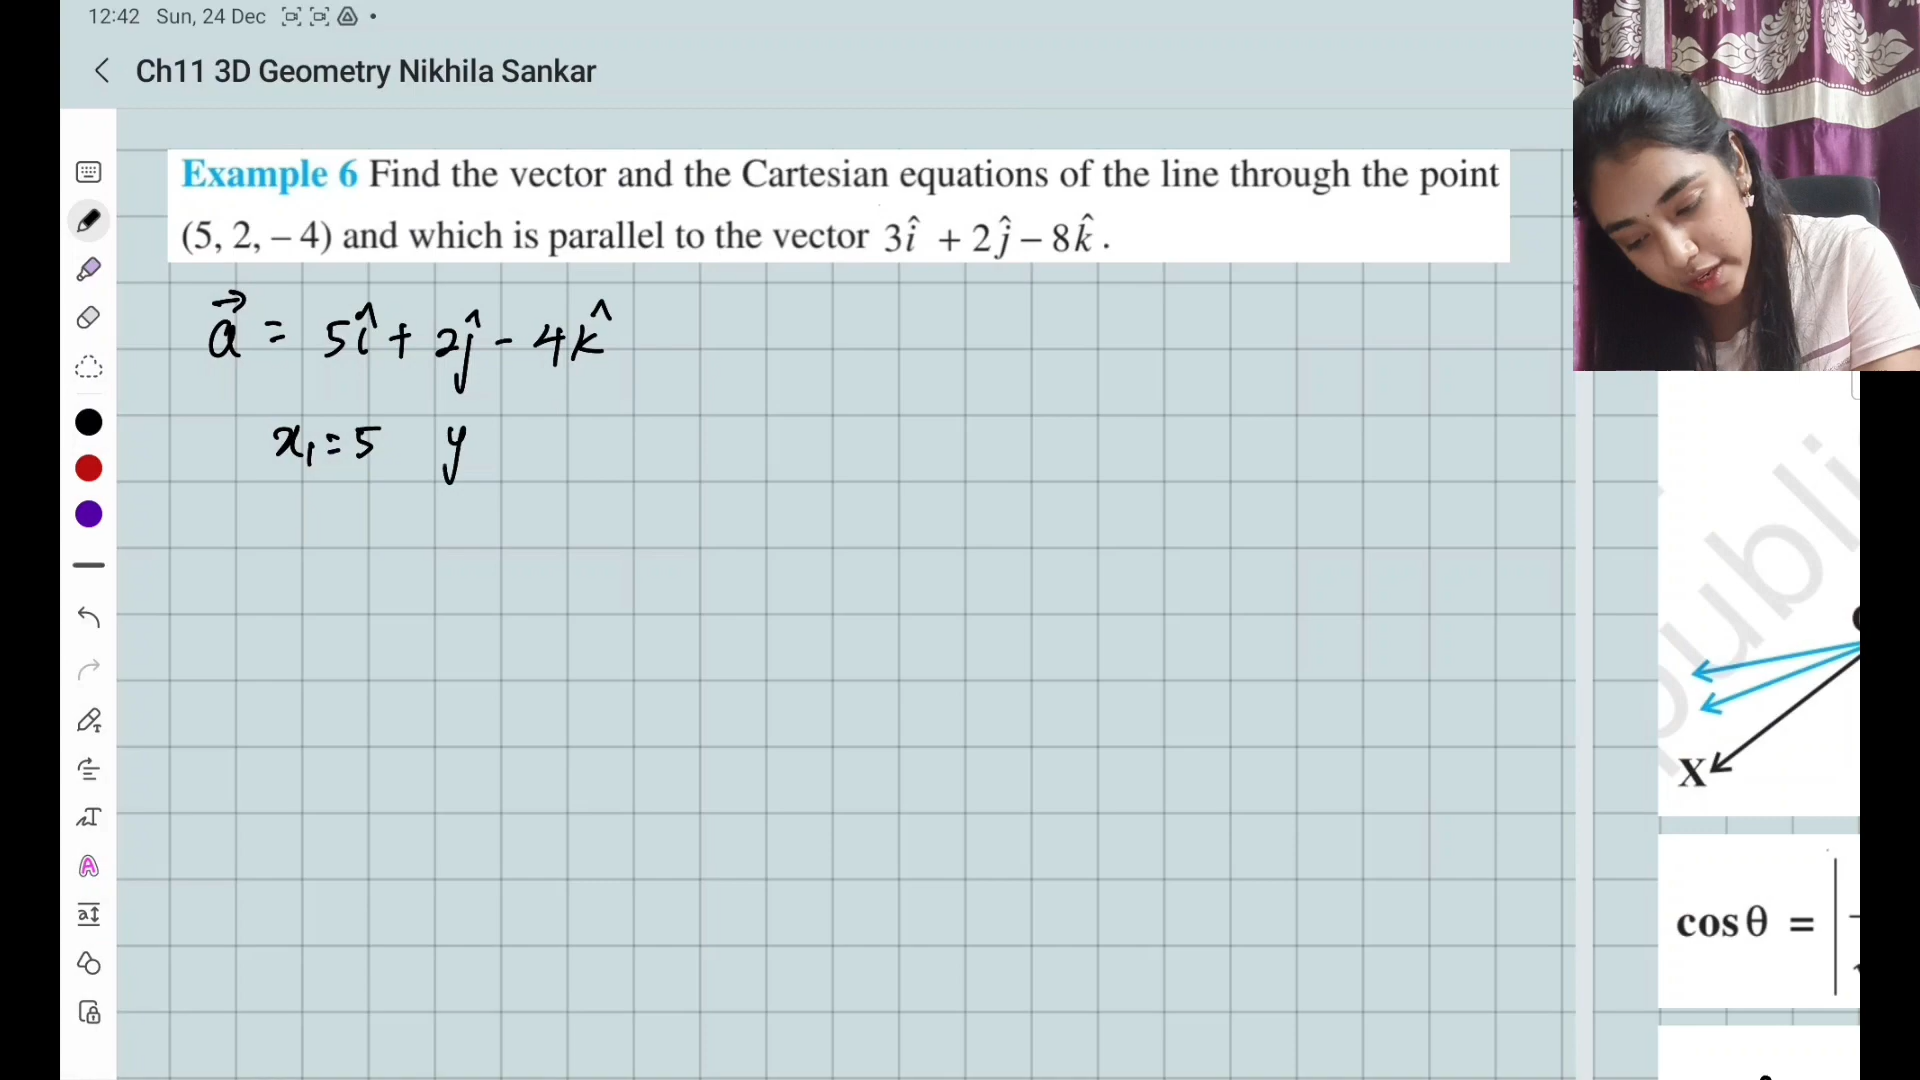 12:42 Sun, 24 Dec
Ch11 3D Geometry Nikhila Sankar
Example 6 Find the vector and the Cartesian equations of the line through the point
(5, 2, – 4) and which is parallel to the vector 3î + 2ĵ – 8k̂ .
a⃗ = 5î + 2ĵ - 4k̂
x₁ = 5 y
publi
X
cos θ =